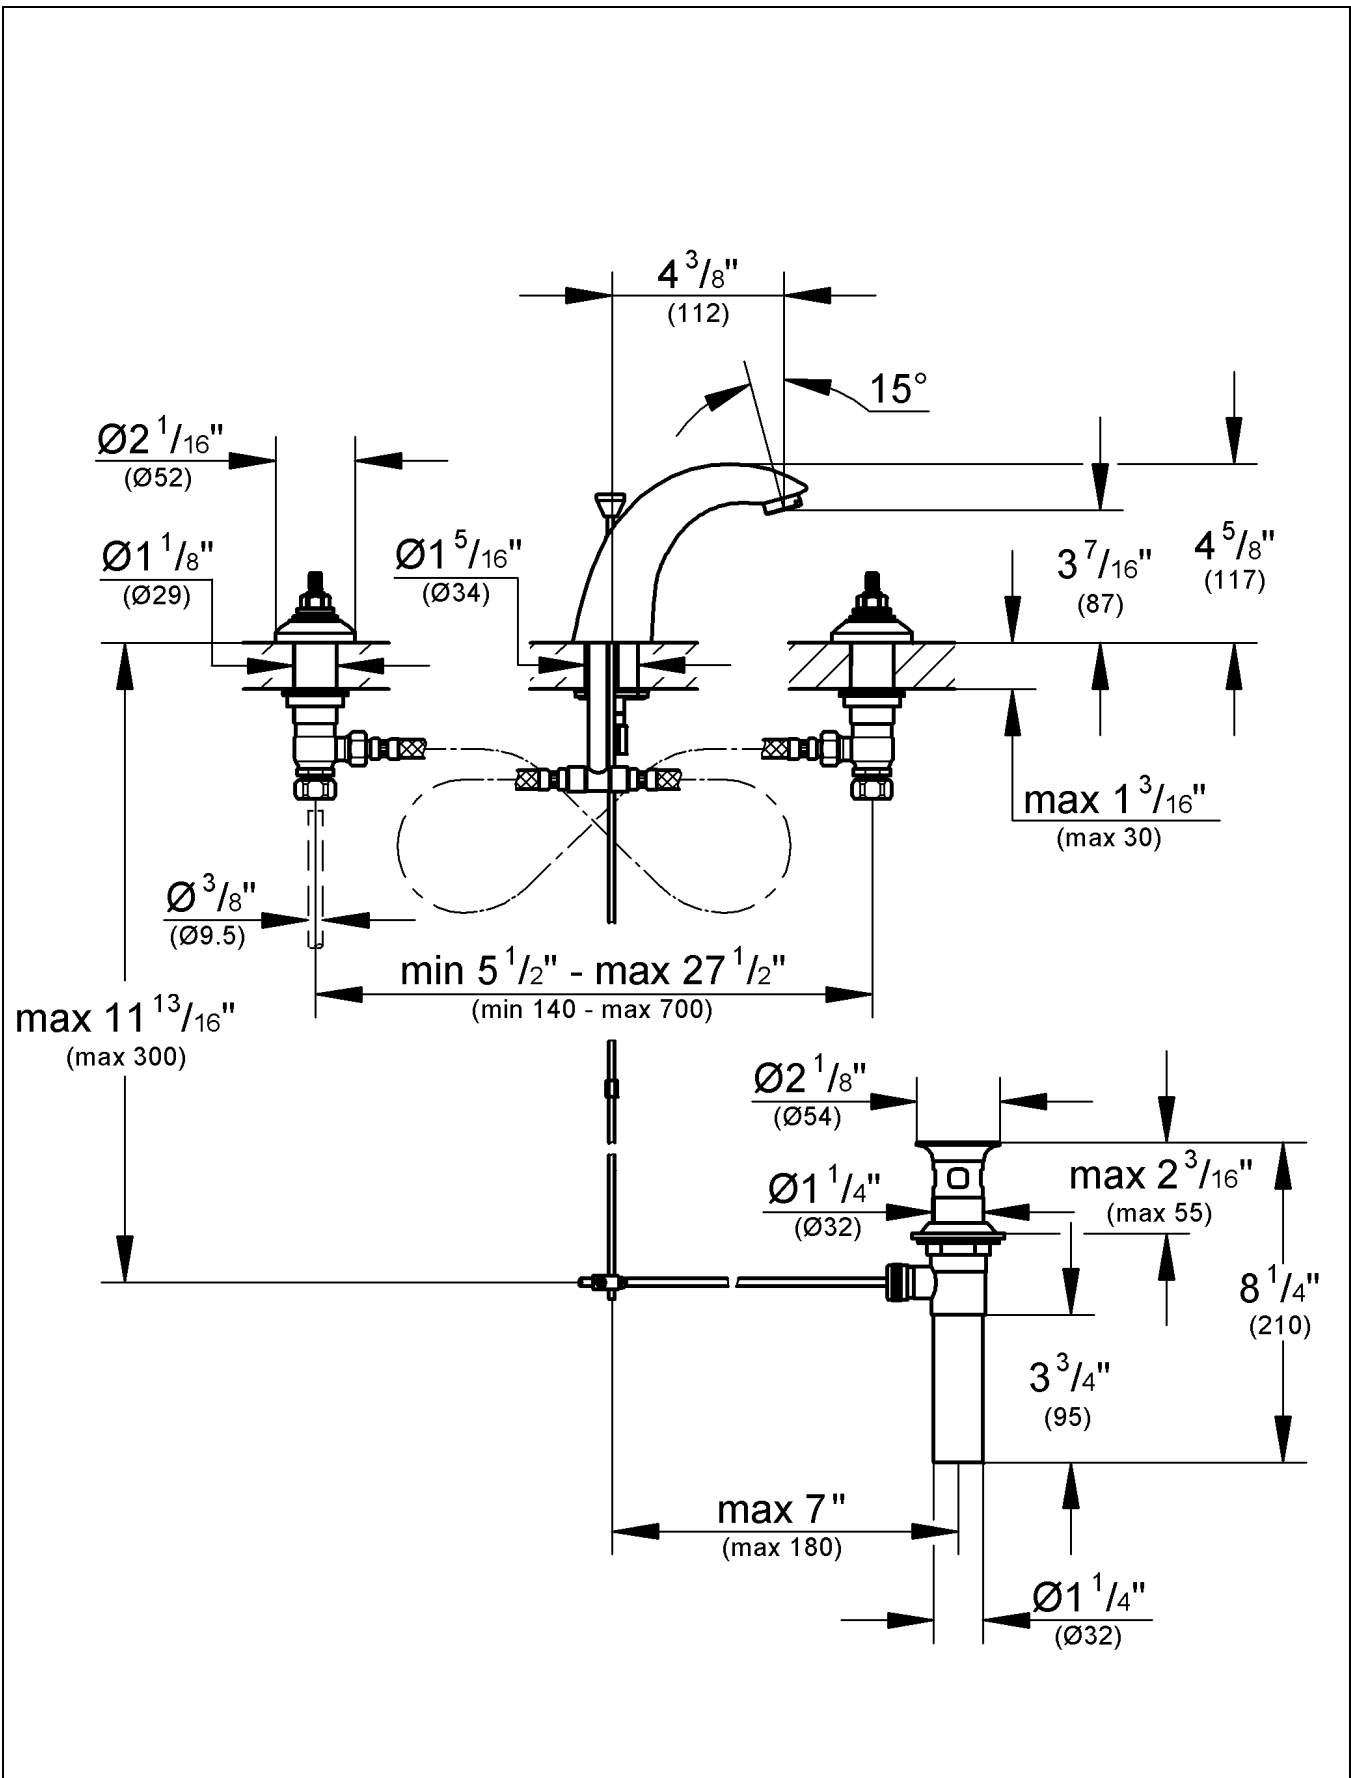 4 3/8"
(112)
15°
Ø2 1/16"
(Ø52)
Ø1 1/8"
(Ø29)
Ø1 5/16"
(Ø34)
3 7/16"
(87)
4 5/8"
(117)
max 1 3/16"
(max 30)
Ø 3/8"
(Ø9.5)
min 5 1/2" - max 27 1/2"
(min 140 - max 700)
max 11 13/16"
(max 300)
Ø2 1/8"
(Ø54)
max 2 3/16"
(max 55)
Ø1 1/4"
(Ø32)
8 1/4"
(210)
3 3/4"
(95)
max 7"
(max 180)
Ø1 1/4"
(Ø32)